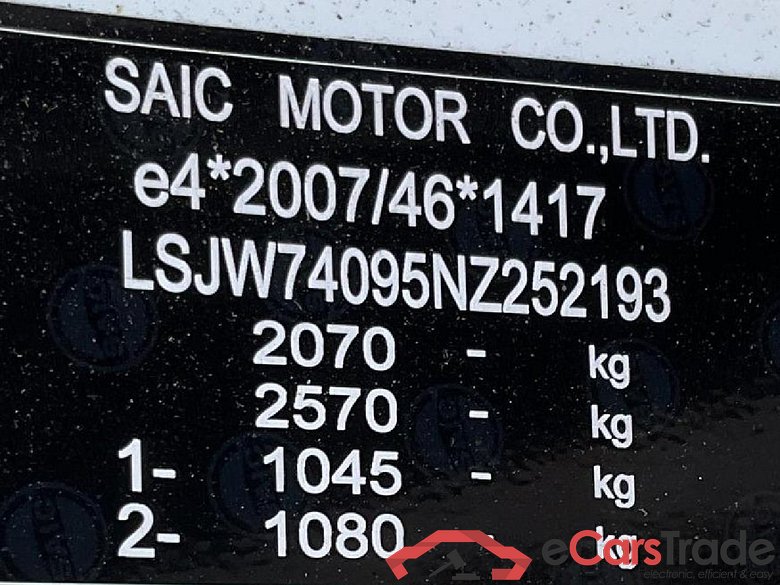 SAIC MOTOR CO.,LTD.
e4*2007/46*1417
LSJW74095NZ252193
2070 - kg
2570 - kg
1- 1045 - kg
2- 1080 - kg
eCarsTrade
electronic, efficient & easy